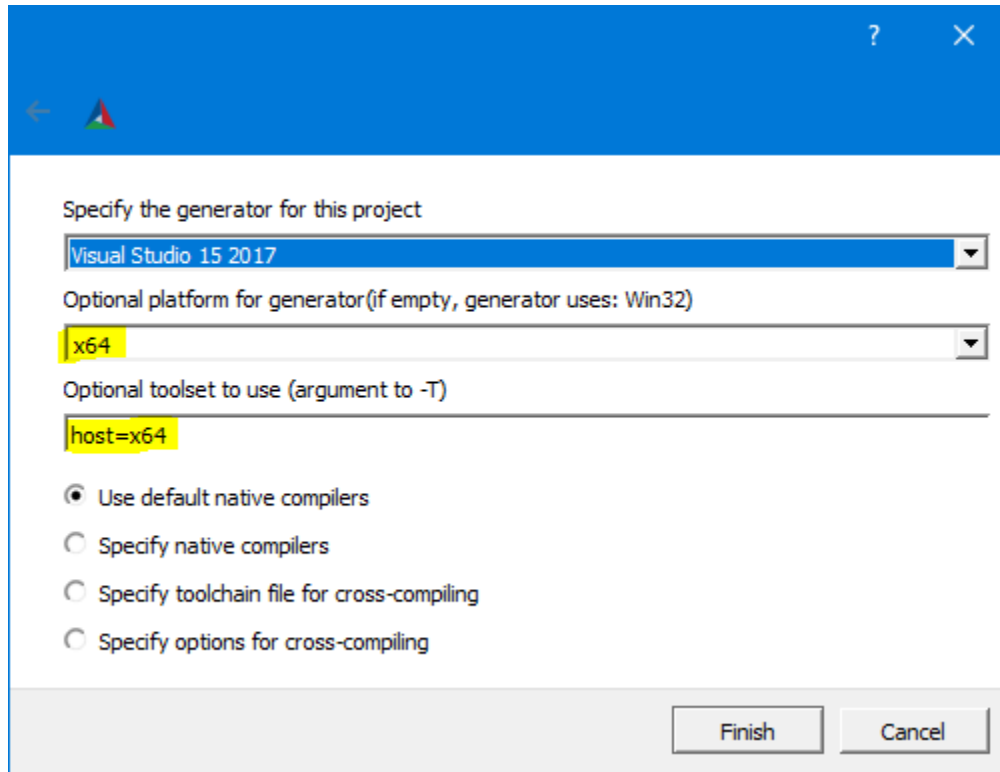 ?
Specify the generator for this project
Visual Studio 15 2017
Optional platform for generator(if empty, generator uses: Win32)
x64
Optional toolset to use (argument to -T)
host=x64
Use default native compilers
Specify native compilers
Specify toolchain file for cross-compiling
Specify options for cross-compiling
Finish Cancel